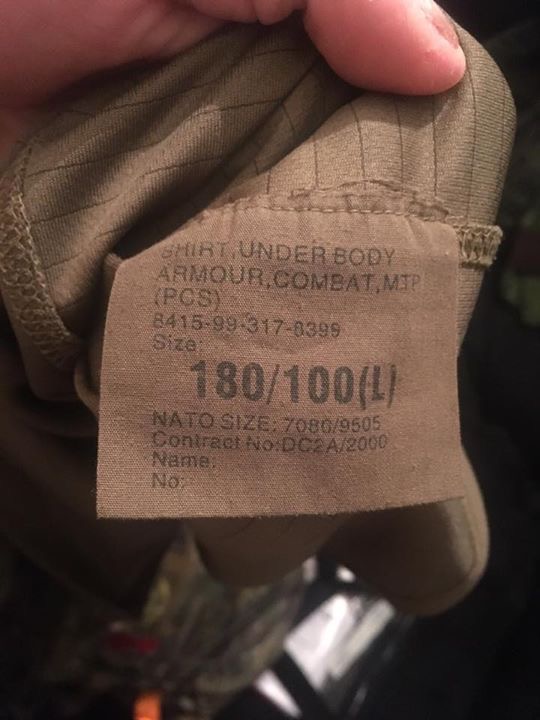 SHIRT,UNDER BODY
ARMOUR,COMBAT,MTP
(PCS)
8415-99-317-8399
Size:
180/100(L)
NATO SIZE: 7080/9505
Contract No:DC2A/2000
Name:
No: